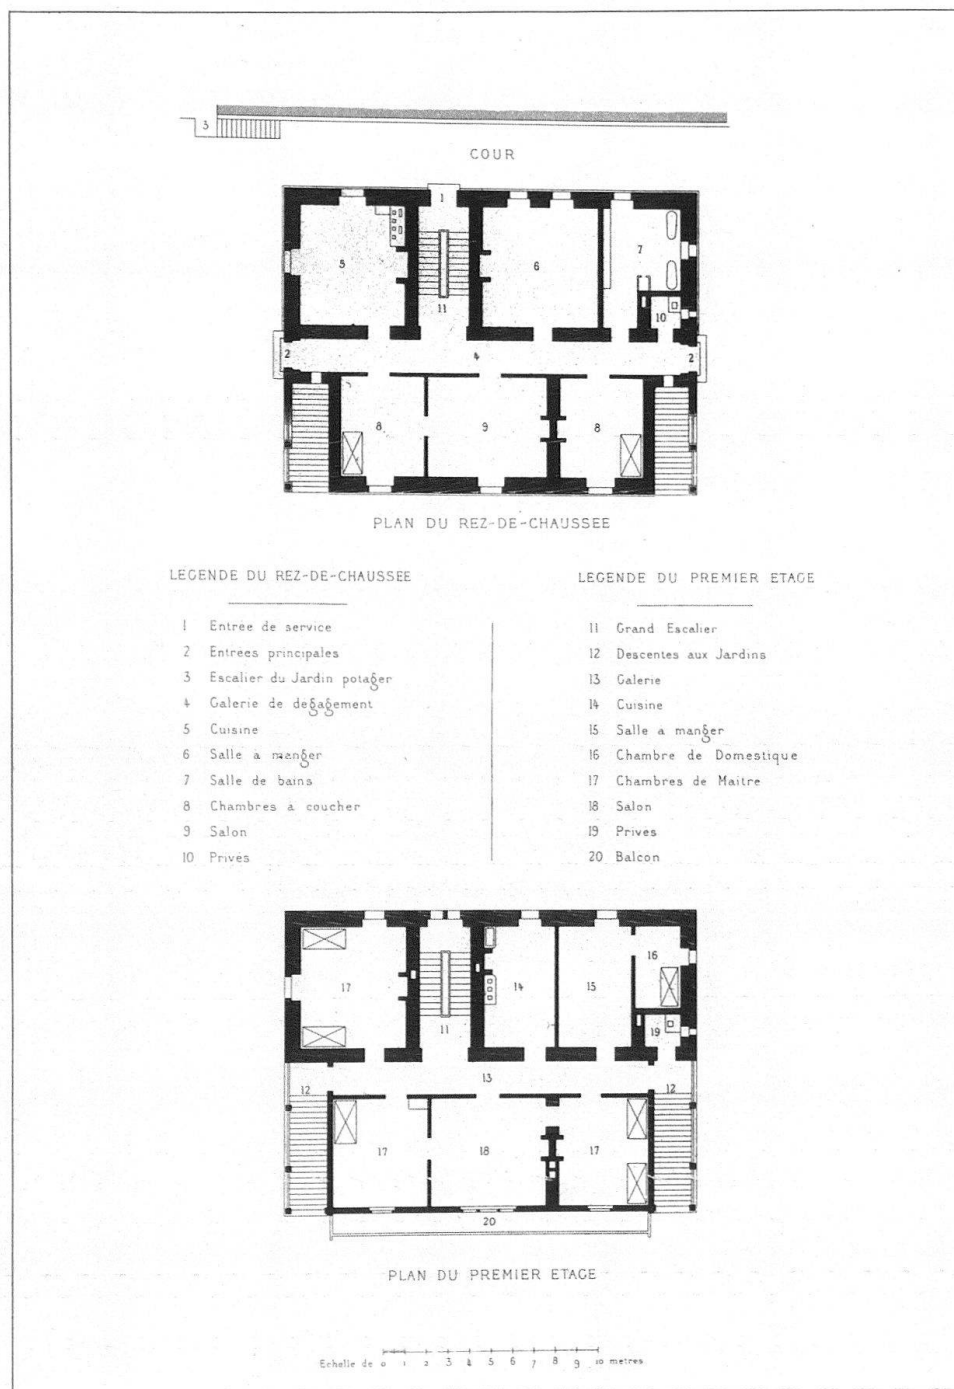 3
COUR
1
5
6
7
11
10
2
4
2
8
9
8
PLAN DU REZ-DE-CHAUSSEE
LEGENDE DU REZ-DE-CHAUSSEE
1 Entrée de service
2 Entrées principales
3 Escalier du Jardin potager
4 Galerie de dégagement
5 Cuisine
6 Salle à manger
7 Salle de bains
8 Chambres à coucher
9 Salon
10 Privés
LEGENDE DU PREMIER ETAGE
11 Grand Escalier
12 Descentes aux Jardins
13 Galerie
14 Cuisine
15 Salle a manger
16 Chambre de Domestique
17 Chambres de Maitre
18 Salon
19 Privés
20 Balcon
16
17
14
15
11
19
13
12
12
17
18
17
20
PLAN DU PREMIER ETAGE
Echelle de 0 1 2 3 4 5 6 7 8 9 10 metres